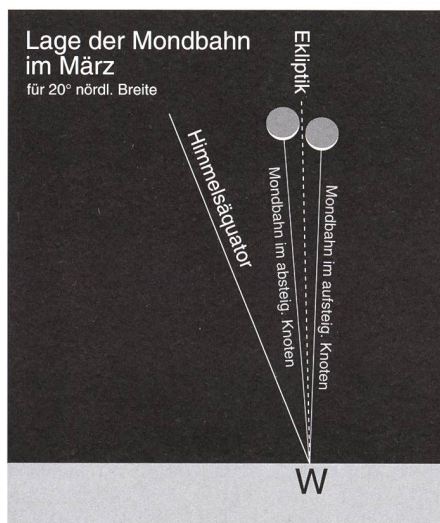 Lage der Mondbahn
im März
für 20° nördl. Breite
Ekliptik
Himmelsäquator
Mondbahn im absteig. Knoten
Mondbahn im aufsteig. Knoten
W